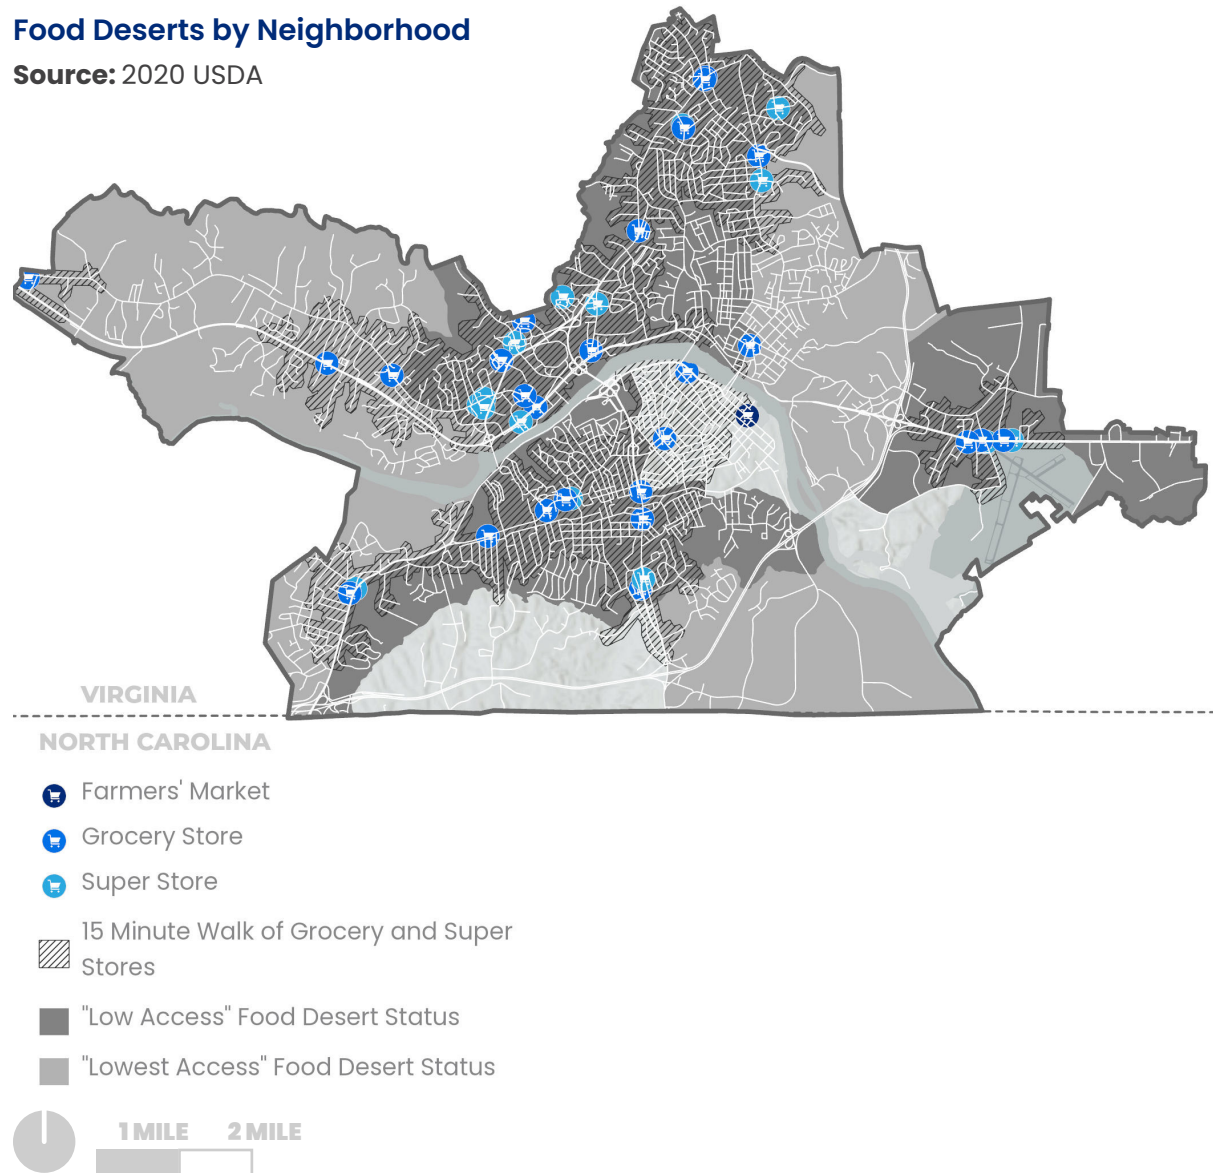 Food Deserts by Neighborhood
Source: 2020 USDA
VIRGINIA
NORTH CAROLINA
Farmers' Market
Grocery Store
Super Store
15 Minute Walk of Grocery and Super
Stores
"Low Access" Food Desert Status
"Lowest Access" Food Desert Status
1 MILE 2 MILE